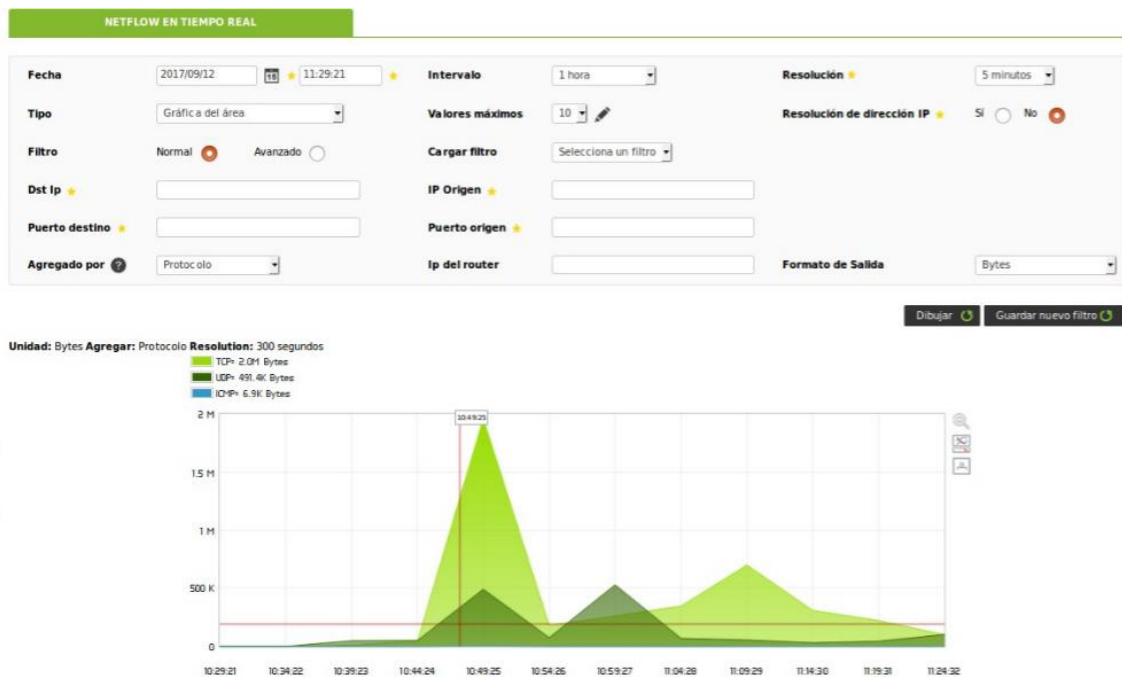 NETFLOW EN TIEMPO REAL
Fecha 2017/09/12 11:29:21 Intervalo 1 hora Resolución 5 minutos
Tipo Gráfica del área Valores máximos 10 Resolución de dirección IP Sí No
Filtro Normal Avanzado Cargar filtro Selecciona un filtro
Dst Ip IP Origen
Puerto destino Puerto origen
Agregado por ? Protocolo Ip del router Formato de Salida Bytes
Dibujar Guardar nuevo filtro
Unidad: Bytes Agregar: Protocolo Resolution: 300 segundos
TCP= 2.0M Bytes
UDP= 491.4K Bytes
ICMP= 6.9K Bytes
10:49:25
2 M
1.5 M
1 M
500 K
0
10:29:21 10:34:22 10:39:23 10:44:24 10:49:25 10:54:26 10:59:27 11:04:28 11:09:29 11:14:30 11:19:31 11:24:32